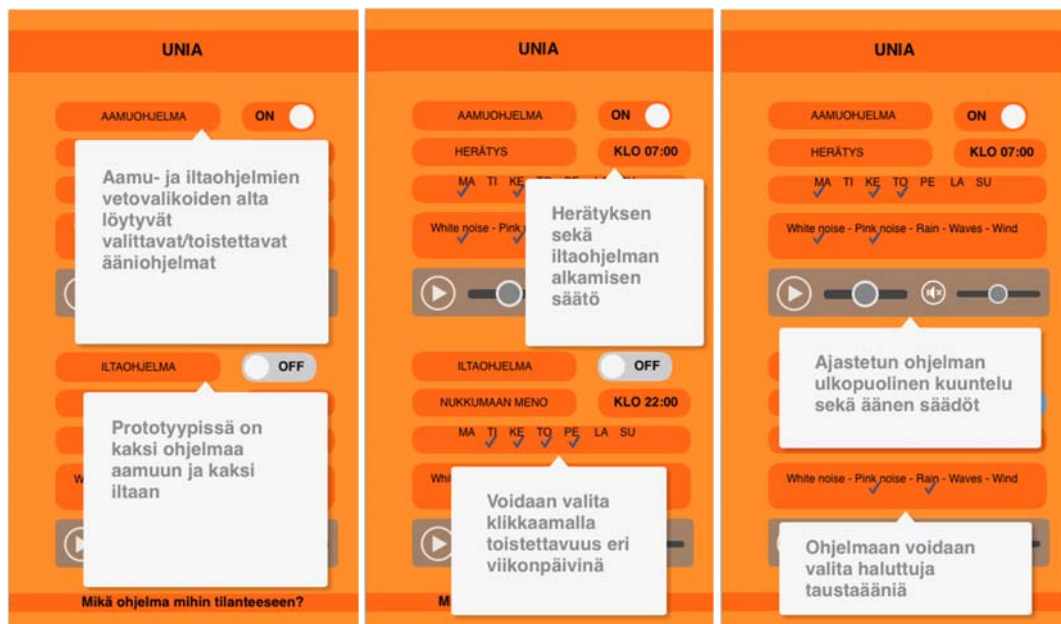 UNIA
AAMUOHJELMA ON
Aamu- ja iltaohjelmien
vetovalikoiden alta
löytyvät
valittavat/toistettavat
ääniohjelmat
ILTAOHJELMA OFF
Prototyypissä on
kaksi ohjelmaa
aamuun ja kaksi
iltaan
W
Mikä ohjelma mihin tilanteeseen?
UNIA
AAMUOHJELMA ON
HERÄTYS KLO 07:00
MA TI KE TO PE LA SU
White noise - Pink
Herätyksen
sekä
iltaohjelman
alkamisen
säätö
ILTAOHJELMA OFF
NUKKUMAAN MENO KLO 22:00
MA TI KE TO PE LA SU
Whi
Voidaan valita
klikkaamalla
toistettavuus eri
viikonpäivinä
M
UNIA
AAMUOHJELMA ON
HERÄTYS KLO 07:00
MA TI KE TO PE LA SU
White noise - Pink noise - Rain - Waves - Wind
Ajastetun ohjelman
ulkopuolinen kuuntelu
sekä äänen säädöt
White noise - Pink noise - Rain - Waves - Wind
Ohjelmaan voidaan
valita haluttuja
taustaääniä